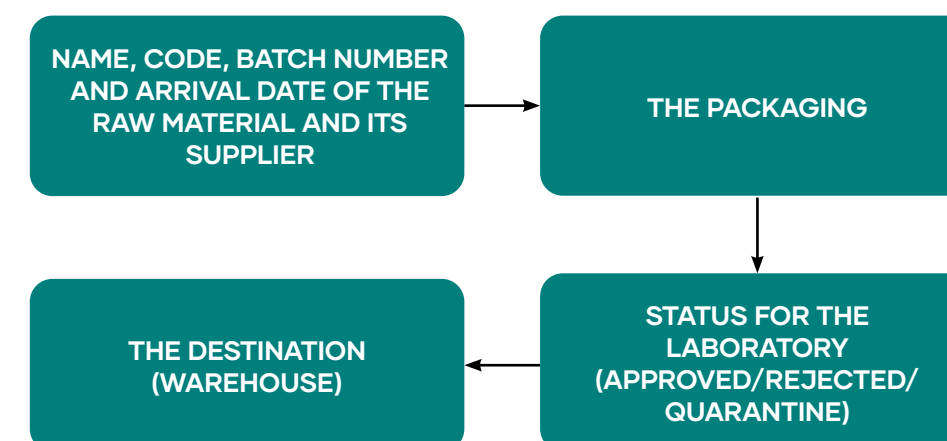 NAME, CODE, BATCH NUMBER
AND ARRIVAL DATE OF THE
RAW MATERIAL AND ITS
SUPPLIER
THE PACKAGING
STATUS FOR THE
LABORATORY
(APPROVED/REJECTED/
QUARANTINE)
THE DESTINATION
(WAREHOUSE)